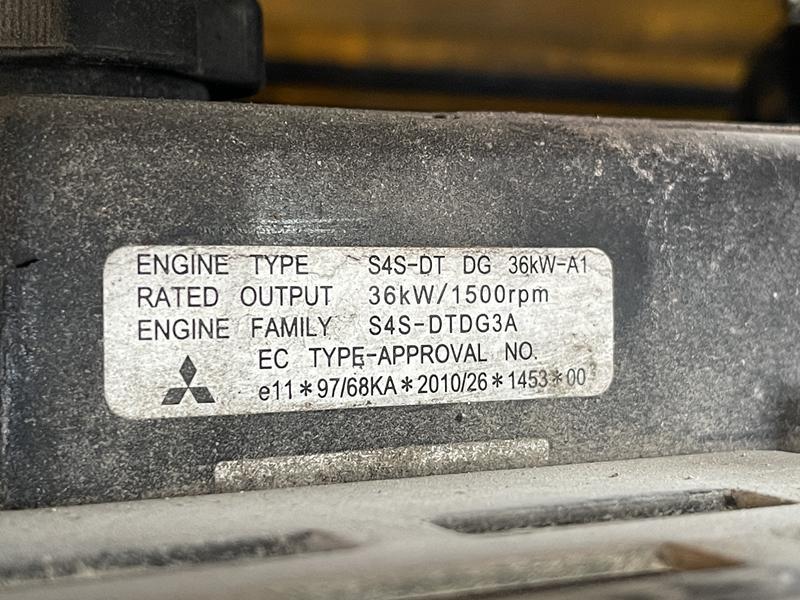 ENGINE TYPE S4S-DT DG 36kW-A1
RATED OUTPUT 36kW/1500rpm
ENGINE FAMILY S4S-DTDG3A
EC TYPE-APPROVAL NO.
e11*97/68KA*2010/26*1453*00